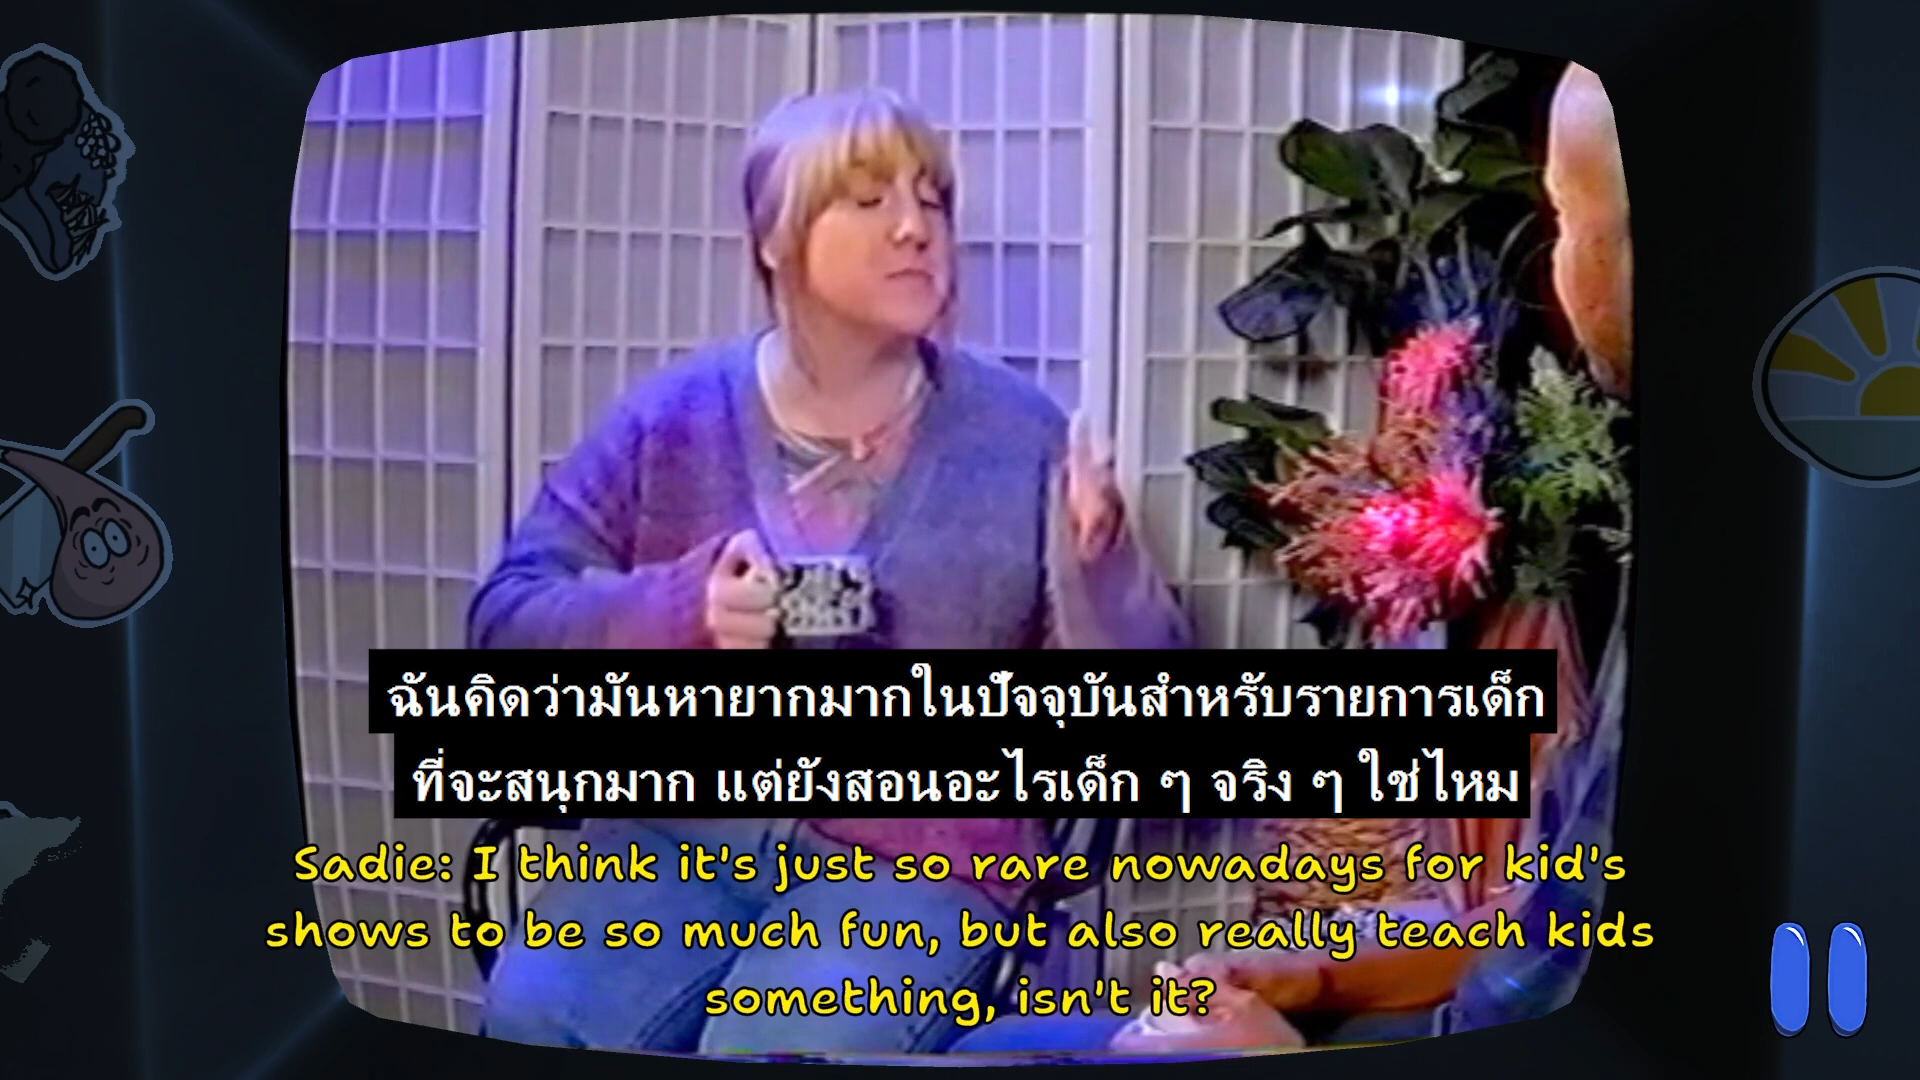 ฉันคิดว่ามันหายากมากในปัจจุบันสำหรับรายการเด็ก
ที่จะสนุกมาก แต่ยังสอนอะไรเด็ก ๆ จริง ๆ ใช่ไหม
Sadie: I think it's just so rare nowadays for kid's
shows to be so much fun, but also really teach kids
something, isn't it?